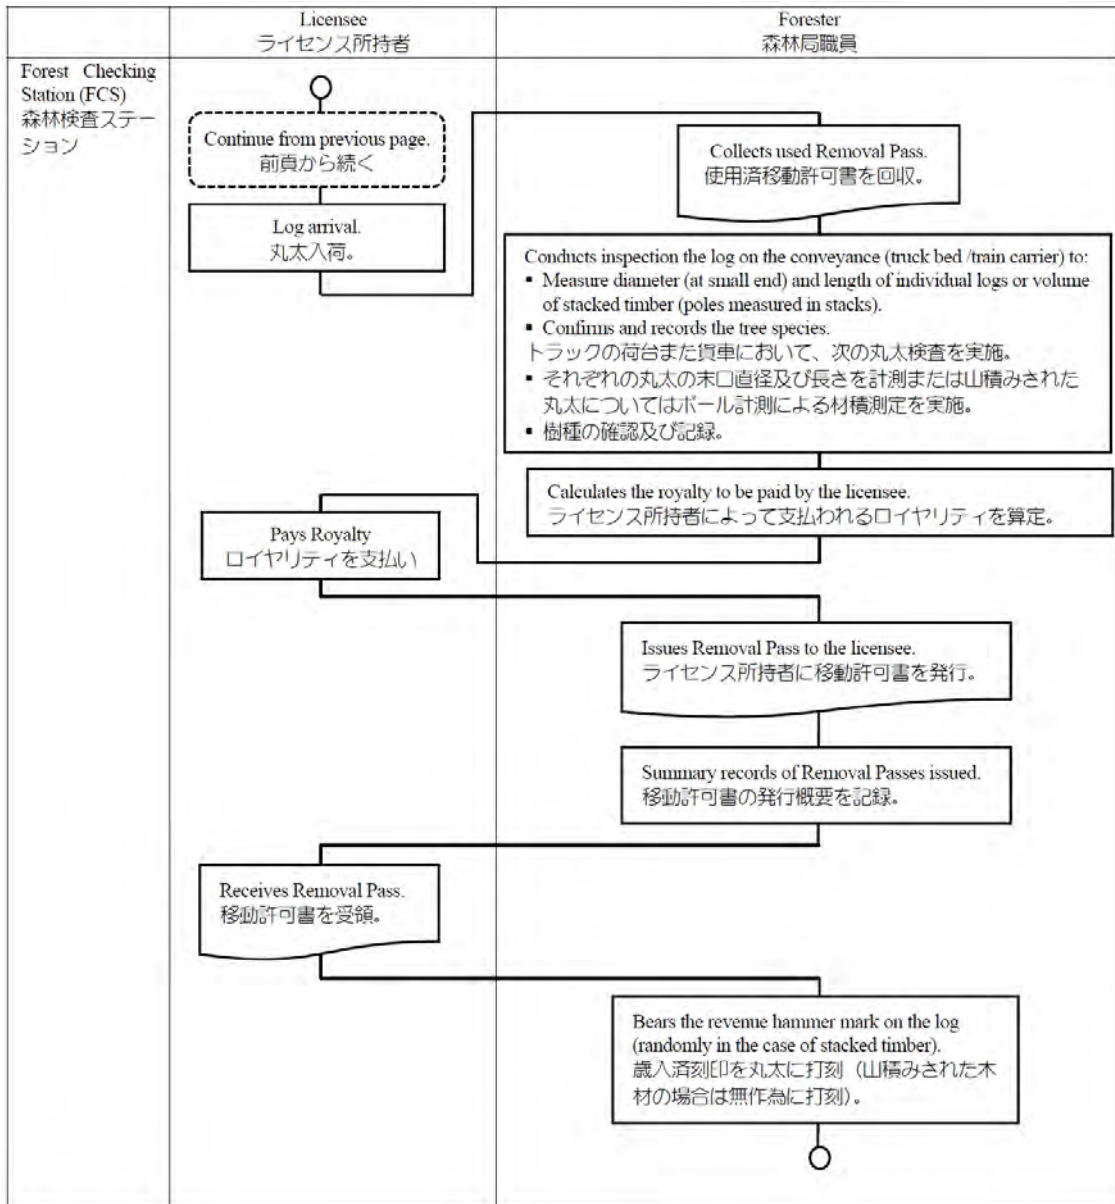 Licensee
ライセンス所持者
Forester
森林局職員
Forest Checking
Station (FCS)
森林検査ステー
ション
Continue from previous page.
前頁から続く
Log arrival.
丸太入荷。
Collects used Removal Pass.
使用済移動許可書を回収。
Conducts inspection the log on the conveyance (truck bed /train carrier) to:
▪ Measure diameter (at small end) and length of individual logs or volume
of stacked timber (poles measured in stacks).
▪ Confirms and records the tree species.
トラックの荷台また貨車において、次の丸太検査を実施。
▪ それぞれの丸太の末口直径及び長さを計測または山積みされた
丸太についてはポール計測による材積測定を実施。
▪ 樹種の確認及び記録。
Calculates the royalty to be paid by the licensee.
ライセンス所持者によって支払われるロイヤリティを算定。
Pays Royalty
ロイヤリティを支払い
Issues Removal Pass to the licensee.
ライセンス所持者に移動許可書を発行。
Summary records of Removal Passes issued.
移動許可書の発行概要を記録。
Receives Removal Pass.
移動許可書を受領。
Bears the revenue hammer mark on the log
(randomly in the case of stacked timber).
歳入済刻印を丸太に打刻（山積みされた木
材の場合は無作為に打刻）。